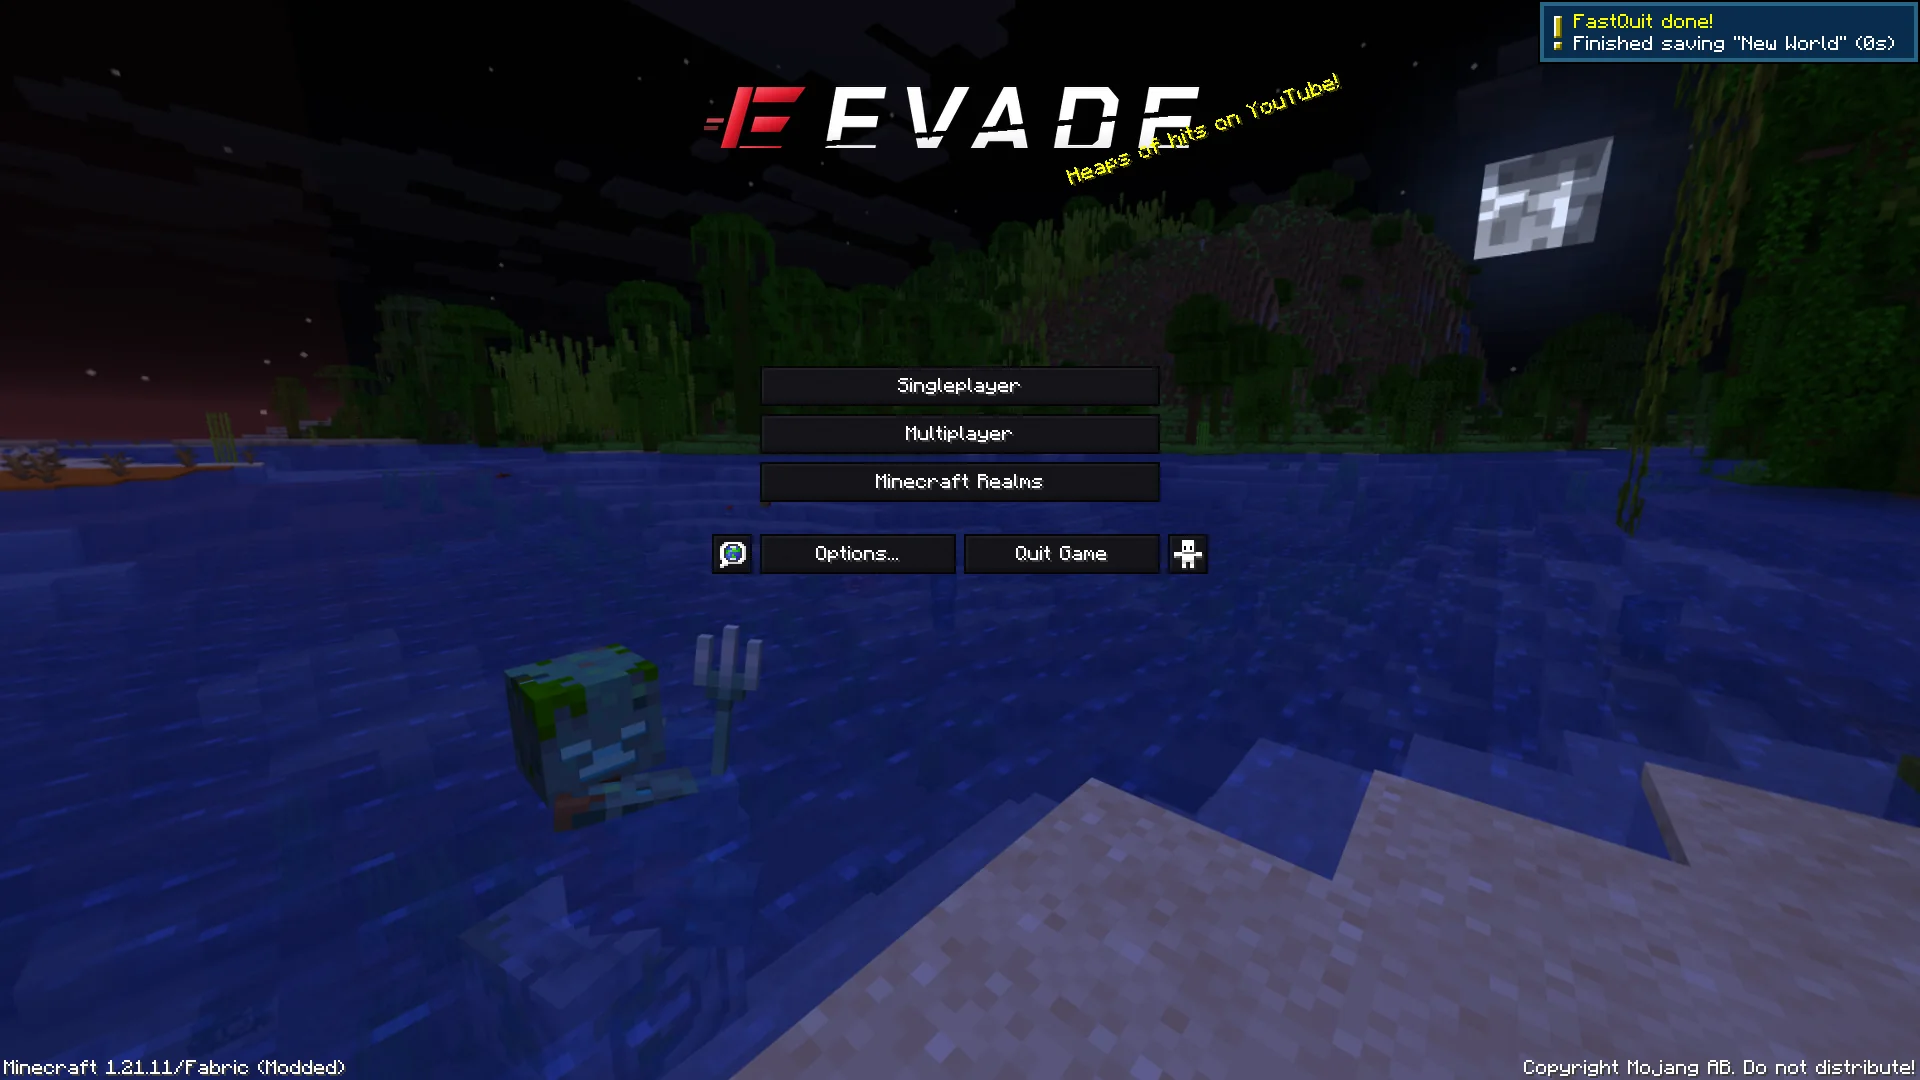 FastQuit done!
Finished saving "New World" (0s)
E EVADE
Heaps of hits on YouTube!
Singleplayer
Multiplayer
Minecraft Realms
Options...
Quit Game
Minecraft 1.21.11/Fabric (Modded)
Copyright Mojang AB. Do not distribute!